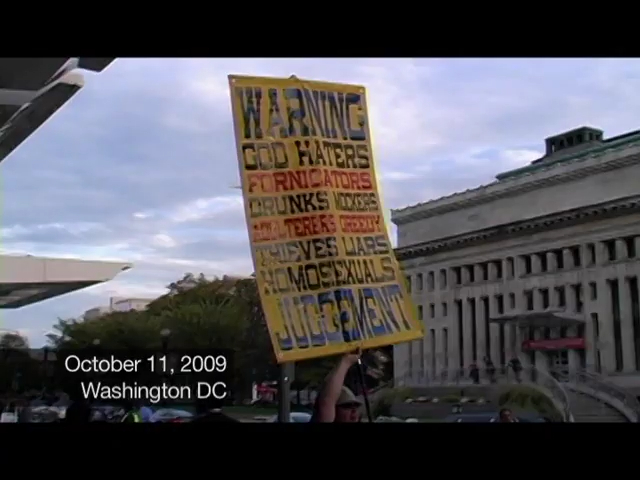 WARNING
GOD HATERS
FORNICATORS
DRUNKS MOCKERS
ADULTERERS GREEDY
THIEVES LIARS
HOMOSEXUALS
JUDGEMENT
October 11, 2009
Washington DC